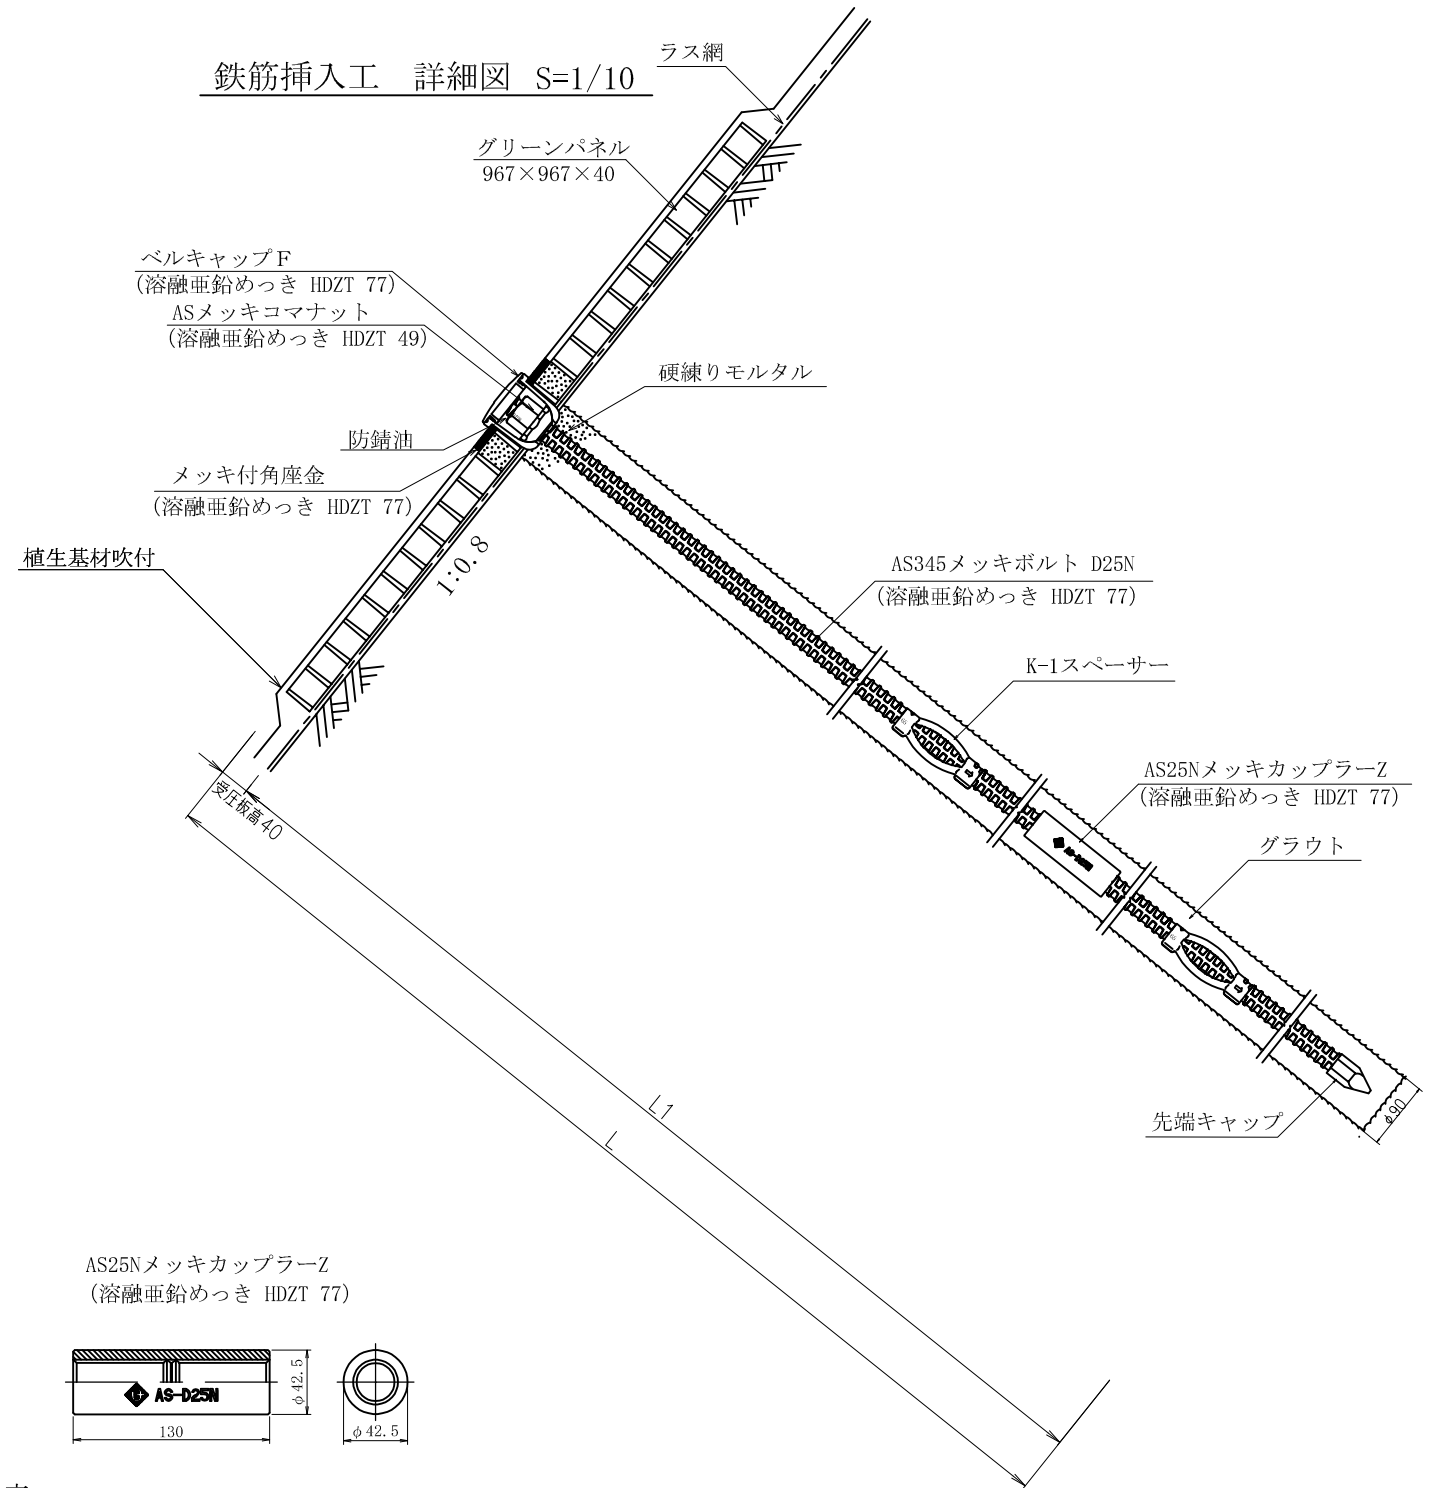 鉄筋挿入工　詳細図 S=1/10
ラス網
グリーンパネル
967×967×40
ベルキャップF
(溶融亜鉛めっき HDZT 77)
ASメッキコマナット
(溶融亜鉛めっき HDZT 49)
硬練りモルタル
防錆油
メッキ付角座金
(溶融亜鉛めっき HDZT 77)
植生基材吹付
1:0.8
AS345メッキボルト D25N
(溶融亜鉛めっき HDZT 77)
K-1スペーサー
AS25NメッキカップラーZ
(溶融亜鉛めっき HDZT 77)
AS-D25N
グラウト
受圧板高40
L1
L
先端キャップ
φ90
AS25NメッキカップラーZ
(溶融亜鉛めっき HDZT 77)
AS-D25N
φ42.5
130
φ42.5